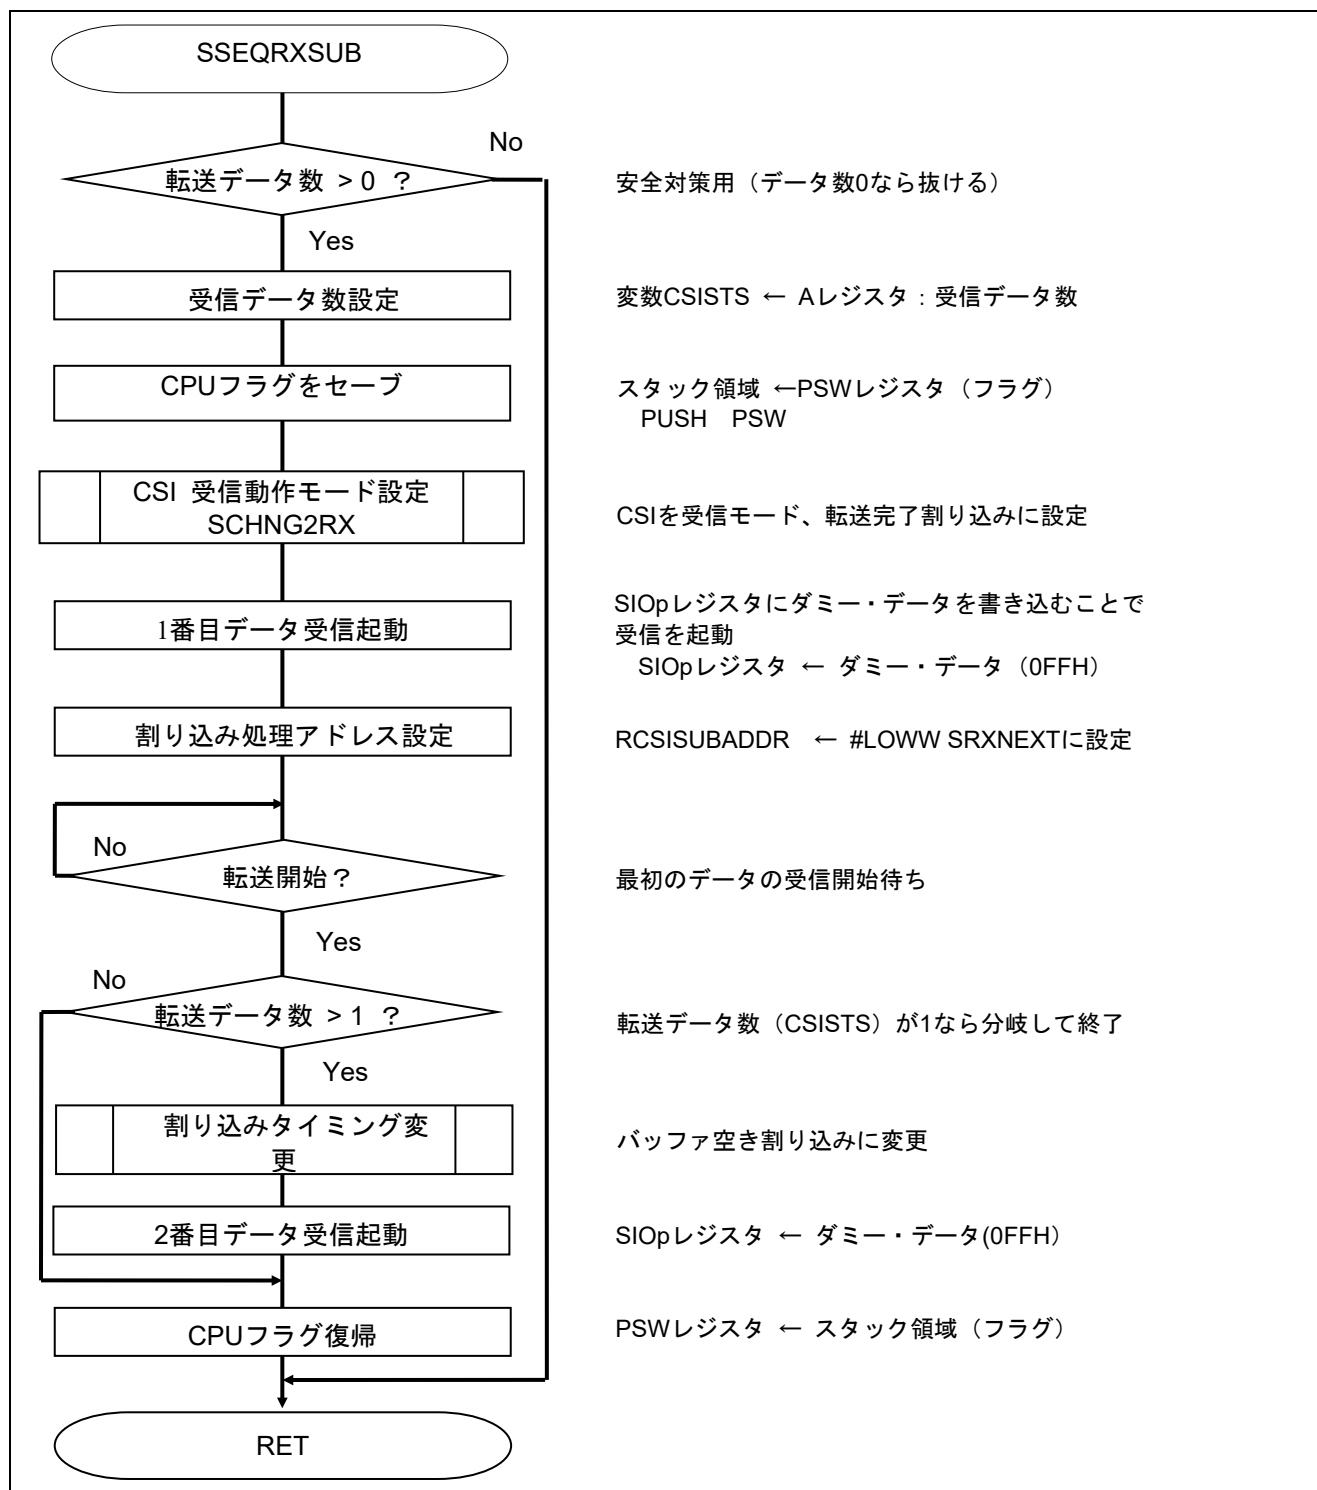 SSEQRXSUB
No
転送データ数 > 0 ？
安全対策用（データ数0なら抜ける）
Yes
受信データ数設定
変数CSISTS ← Aレジスタ：受信データ数
CPUフラグをセーブ
スタック領域 ←PSWレジスタ（フラグ）
PUSH PSW
CSI 受信動作モード設定
SCHNG2RX
CSIを受信モード、転送完了割り込みに設定
1番目データ受信起動
SIOpレジスタにダミー・データを書き込むことで
受信を起動
SIOpレジスタ ← ダミー・データ（0FFH）
割り込み処理アドレス設定
RCSISUBADDR ← #LOWW SRXNEXTに設定
No
転送開始？
最初のデータの受信開始待ち
Yes
No
転送データ数 > 1 ？
転送データ数（CSISTS）が1なら分岐して終了
Yes
割り込みタイミング変
更
バッファ空き割り込みに変更
2番目データ受信起動
SIOpレジスタ ← ダミー・データ(0FFH）
CPUフラグ復帰
PSWレジスタ ← スタック領域（フラグ）
RET